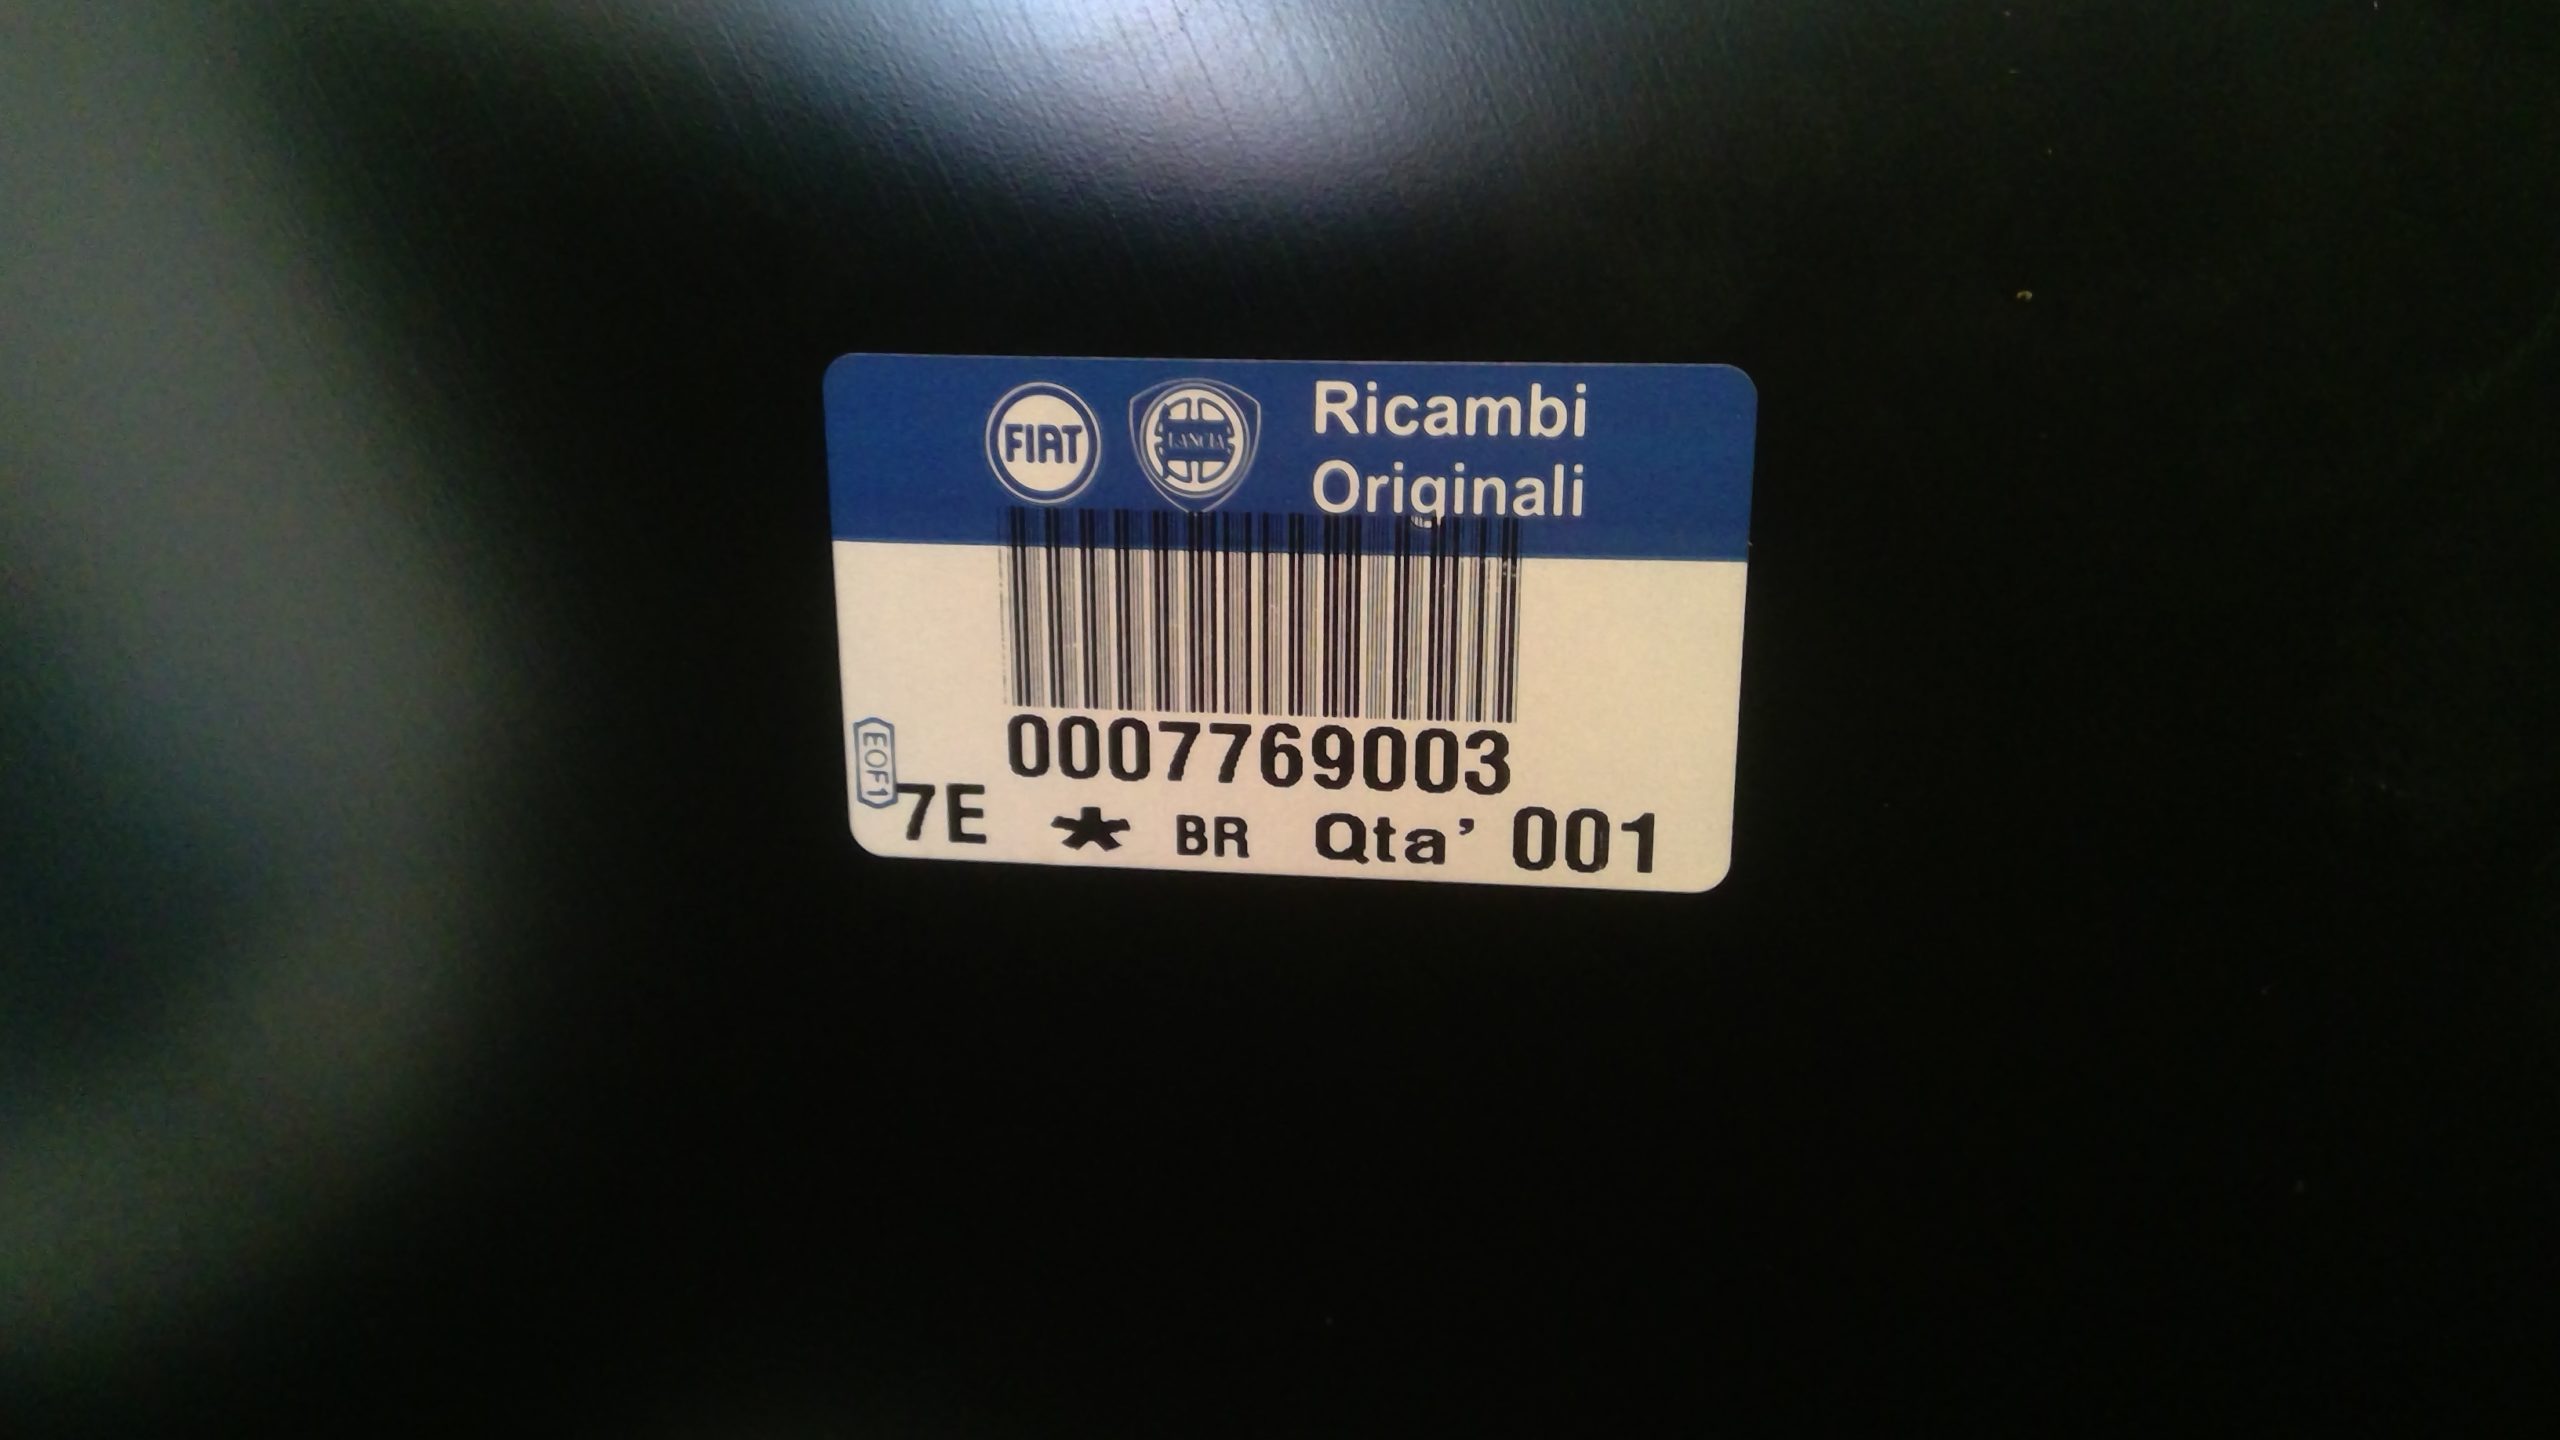 FIAT LANCIA Ricambi
Originali
0007769003
EOF1
7E * BR Qta' 001